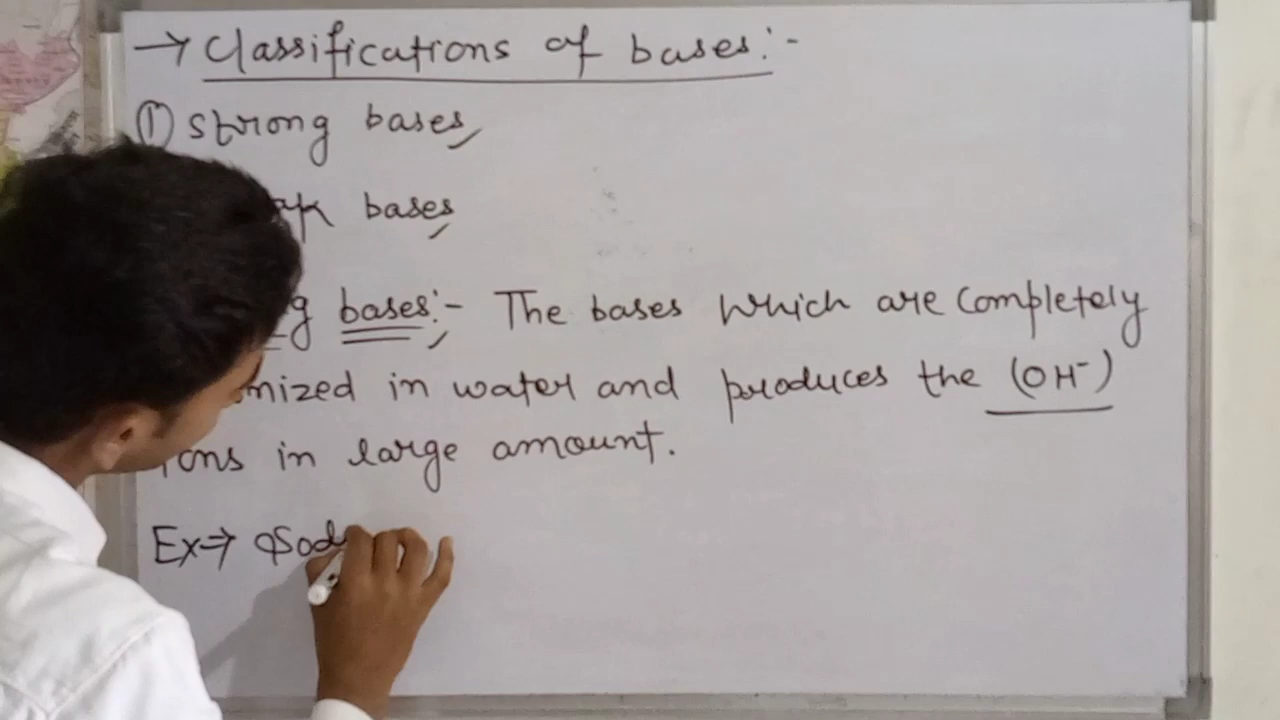 → Classifications of bases:-
① Strong bases
bases
bases:- The bases which are completely
in water and produces the (OH⁻)
ions in large amount.
Ex⇒